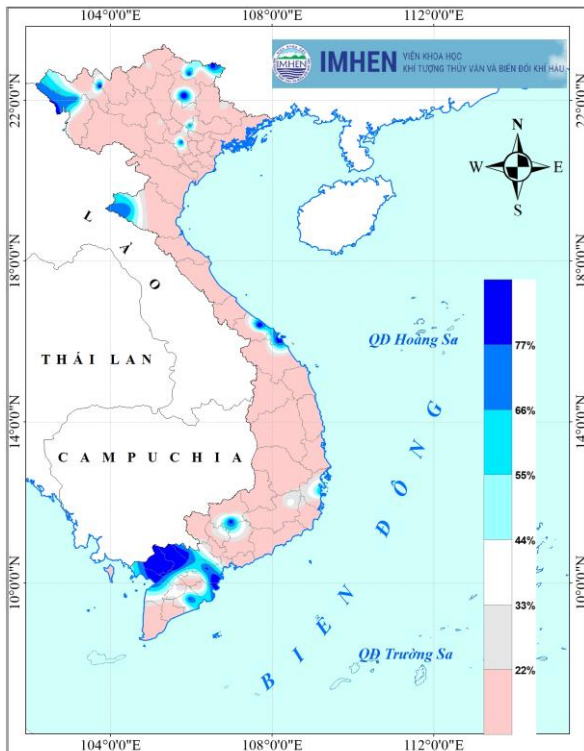 104°0'0"E 108°0'0"E 112°0'0"E
IMHEN
VIỆN KHOA HỌC
KHÍ TƯỢNG THỦY VĂN VÀ BIẾN ĐỔI KHÍ HẬU
22°0'0"N 22°0'0"N
N
W E
S
LÀO
18°0'0"N 18°0'0"N
QĐ Hoàng Sa
THÁI LAN
77%
66%
14°0'0"N 14°0'0"N
CAMPUCHIA
55%
44%
BIỂN ĐÔNG
10°0'0"N 10°0'0"N
33%
QĐ Trường Sa
22%
104°0'0"E 108°0'0"E 112°0'0"E